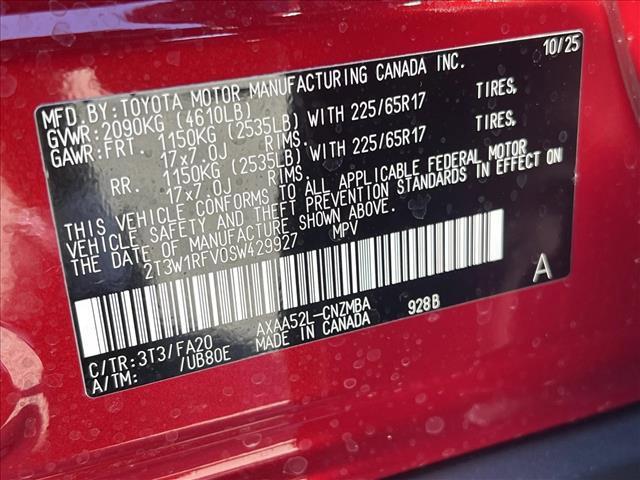 10/25
MFD.BY:TOYOTA MOTOR MANUFACTURING CANADA INC.
GVWR:2090KG (4610LB)
GAWR:FRT. 1150KG (2535LB) WITH 225/65R17 TIRES,
17x7.0J RIMS.
RR. 1150KG (2535LB) WITH 225/65R17 TIRES,
17x7.0J RIMS.
THIS VEHICLE CONFORMS TO ALL APPLICABLE FEDERAL MOTOR
VEHICLE SAFETY AND THEFT PREVENTION STANDARDS IN EFFECT ON
DATE OF MANUFACTURE SHOWN ABOVE.
2T3W1RFV0SW429927 MPV
A
C/TR:3T3/FA20 AXAA52L-CNZMBA 928B
A/TM: /UB80E MADE IN CANADA